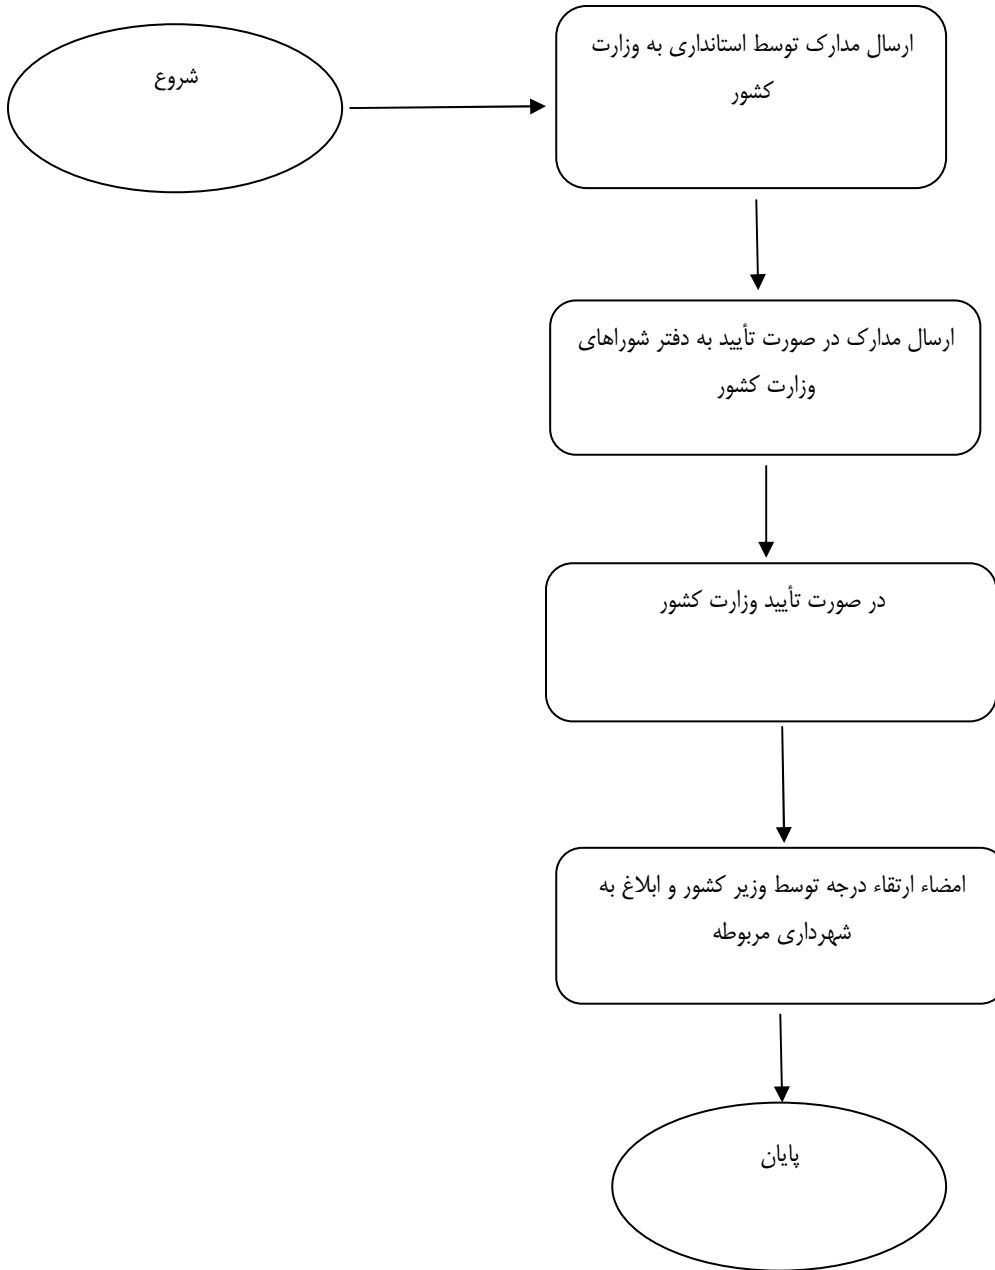 شروع
ارسال مدارک توسط استانداری به وزارت
کشور
ارسال مدارک در صورت تأیید به دفتر شوراهای
وزارت کشور
در صورت تأیید وزارت کشور
امضاء ارتقاء درجه توسط وزیر کشور و ابلاغ به
شهرداری مربوطه
پایان